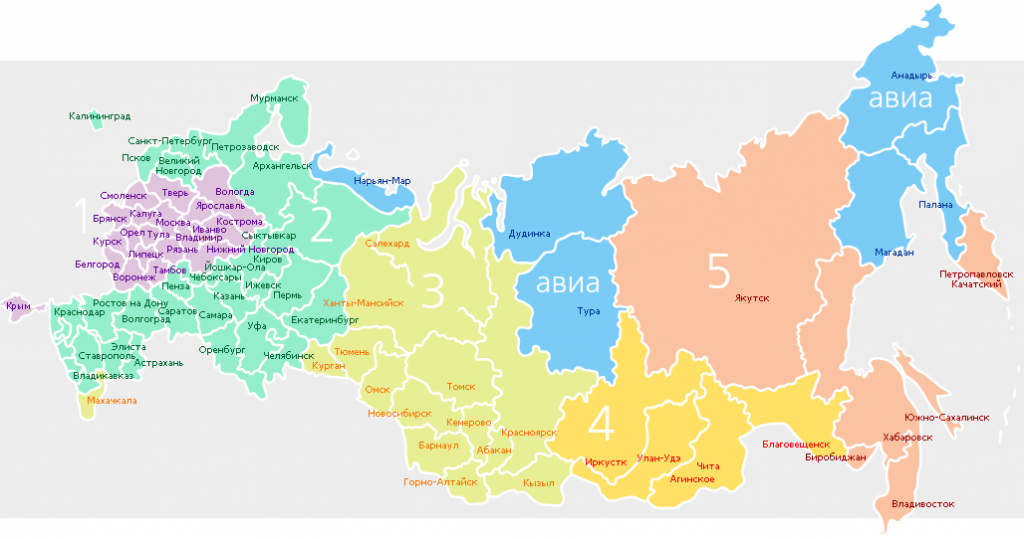 Анадырь
авиа
Мурманск
Калининград
Санкт-Петербург
Петрозаводск
Псков
Великий
Новгород
Архангельск
Нарьян-Мар
Смоленск
Тверь
Вологда
Ярославль
Палана
1
Брянск
Калуга
Москва
Кострома
2
Орел
Тула
Иванво
Владимир
Сыктывкар
Дудинка
Курск
Рязань
Нижний Новгород
Салехард
Липецк
Магадан
Белгород
Тамбов
Йошкар-Ола
Киров
5
Воронеж
Чебоксары
Петропавловск
Качатский
Пенза
Ижевск
3
авиа
Казань
Пермь
Якутск
Крым
Ростов на Дону
Ханты-Мансийск
Краснодар
Саратов
Самара
Тура
Волгоград
Екатеринбург
Уфа
Элиста
Оренбург
Тюмень
Ставрополь
Челябинск
Астрахань
Курган
Владикавказ
Омск
Томск
Махачкала
Новосибирск
Южно-Сахалинск
Кемерово
4
Красноярск
Хабаровск
Барнаул
Абакан
Благовещенск
Иркустк
Улан-Удэ
Биробиджан
Чита
Горно-Алтайск
Кызыл
Агинское
Владивосток